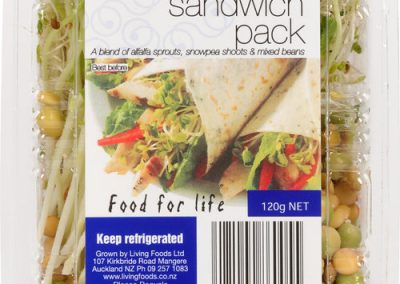 sandwich
pack
A blend of alfalfa sprouts, snowpea shoots & mixed beans
Best before
Food for life
120g NET
Keep refrigerated
Grown by Living Foods Ltd
107 Kirkbride Road Mangere
Auckland NZ Ph 09 257 1083
www.livingfoods.co.nz
Please Recycle